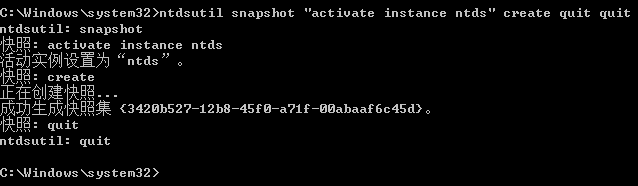 C:\Windows\system32>ntdsutil snapshot "activate instance ntds" create quit quit
ntdsutil: snapshot
快照: activate instance ntds
活动实例设置为“ntds”。
快照: create
正在创建快照...
成功生成快照集 {3420b527-12b8-45f0-a71f-00abaaf6c45d}。
快照: quit
ntdsutil: quit
C:\Windows\system32>